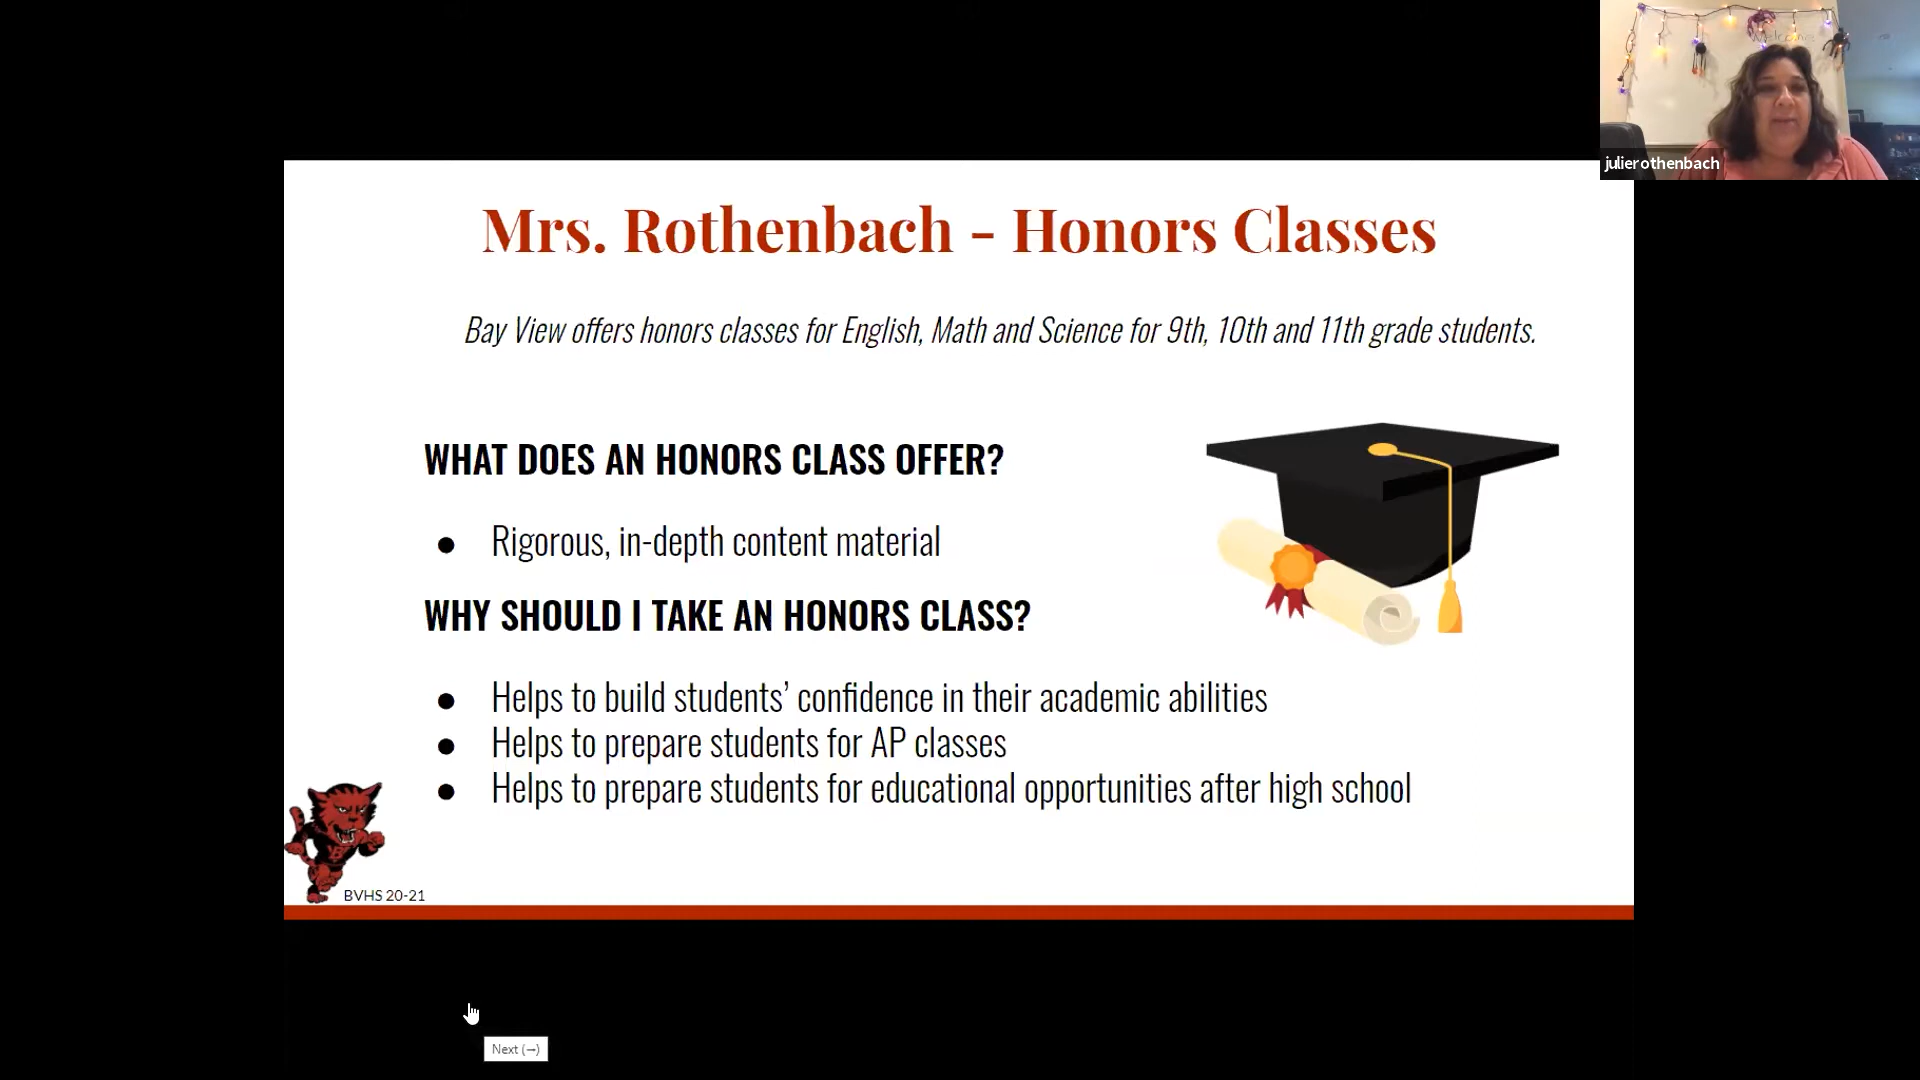 Welcome
julierothenbach
Mrs. Rothenbach - Honors Classes
Bay View offers honors classes for English, Math and Science for 9th, 10th and 11th grade students.
WHAT DOES AN HONORS CLASS OFFER?
● Rigorous, in-depth content material
WHY SHOULD I TAKE AN HONORS CLASS?
● Helps to build students’ confidence in their academic abilities
● Helps to prepare students for AP classes
● Helps to prepare students for educational opportunities after high school
BVHS 20-21
Next (→)